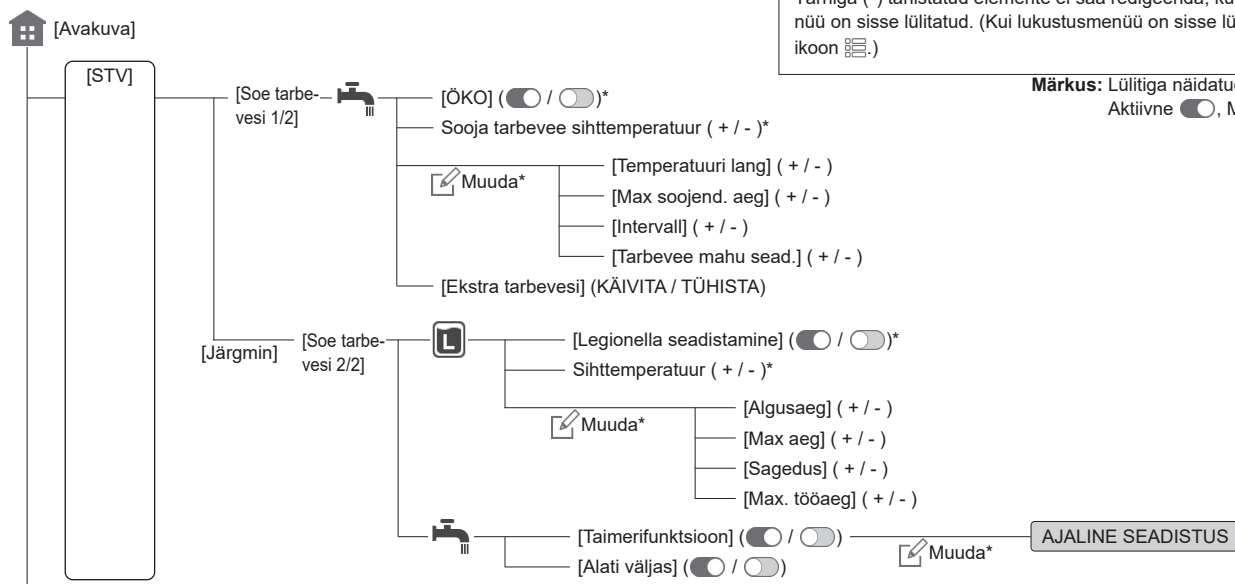 nüü on sisse lülitatud. (Kui lukustusmenüü on sisse
ikoon .)
Märkus: Lülitiga
Aktiivne ,
[Avakuva]
[STV]
[Soe tarbe-
vesi 1/2]
[ÖKO] ( / )*
Sooja tarbevee sihttemperatuur ( + / - )*
Muuda*
[Temperatuuri lang] ( + / - )
[Max soojend. aeg] ( + / - )
[Intervall] ( + / - )
[Tarbevee mahu sead.] ( + / - )
[Ekstra tarbevesi] (KÄIVITA / TÜHISTA)
[Järgmin]
[Soe tarbe-
vesi 2/2]
L
[Legionella seadistamine] ( / )*
Sihttemperatuur ( + / - )*
Muuda*
[Algusaeg] ( + / - )
[Max aeg] ( + / - )
[Sagedus] ( + / - )
[Max. tööaeg] ( + / - )
[Taimerifunktsioon] ( / )
Muuda*
AJALINE SEADISTUS
[Alati väljas] ( / )